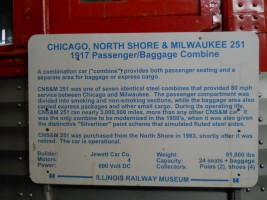 CHICAGO, NORTH SHORE & MILWAUKEE 251
1917 Passenger/Baggage Combine
A combination car ("combine") provides both passenger seating and a
separate area for baggage or express cargo.
CNS&M 251 was one of seven identical steel combines that provided 80 mph
service between Chicago and Milwaukee. The passenger compartment was
divided into smoking and non-smoking sections, while the baggage area also
carried express packages and other small cargo. During its operating life,
CNS&M 251 ran nearly 3,000,000 miles, more than any other CNS&M car. It
was the only combine to be modernized in the 1950's, when it was also given
the distinctive "Silverliner" paint scheme that simulated fluted steel sides.
CNS&M 251 was purchased from the North Shore in 1963, shortly after it was
retired. The car is operational.
Builder: Jewett Car Co. Weight: 91,800 lbs
Motors: 4 Capacity: 24 seats + baggage
Power: 600 Volt DC Collectors: Poles (2), shoes (4)
ILLINOIS RAILWAY MUSEUM